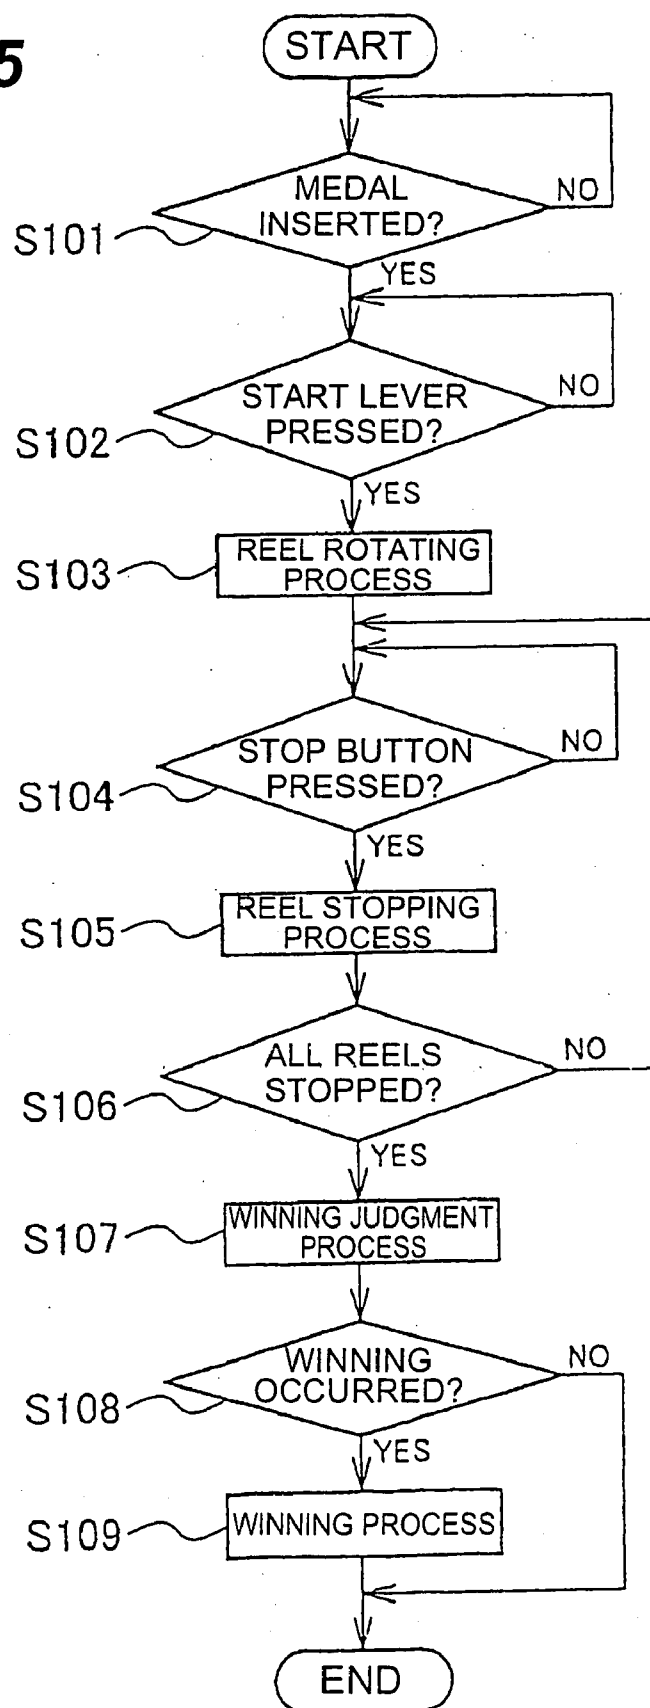 5
START
MEDAL
INSERTED?
NO
S101
YES
START LEVER
PRESSED?
NO
S102
YES
REEL ROTATING
PROCESS
S103
STOP BUTTON
PRESSED?
NO
S104
YES
REEL STOPPING
PROCESS
S105
ALL REELS
STOPPED?
NO
S106
YES
WINNING JUDGMENT
PROCESS
S107
WINNING
OCCURRED?
NO
S108
YES
WINNING PROCESS
S109
END